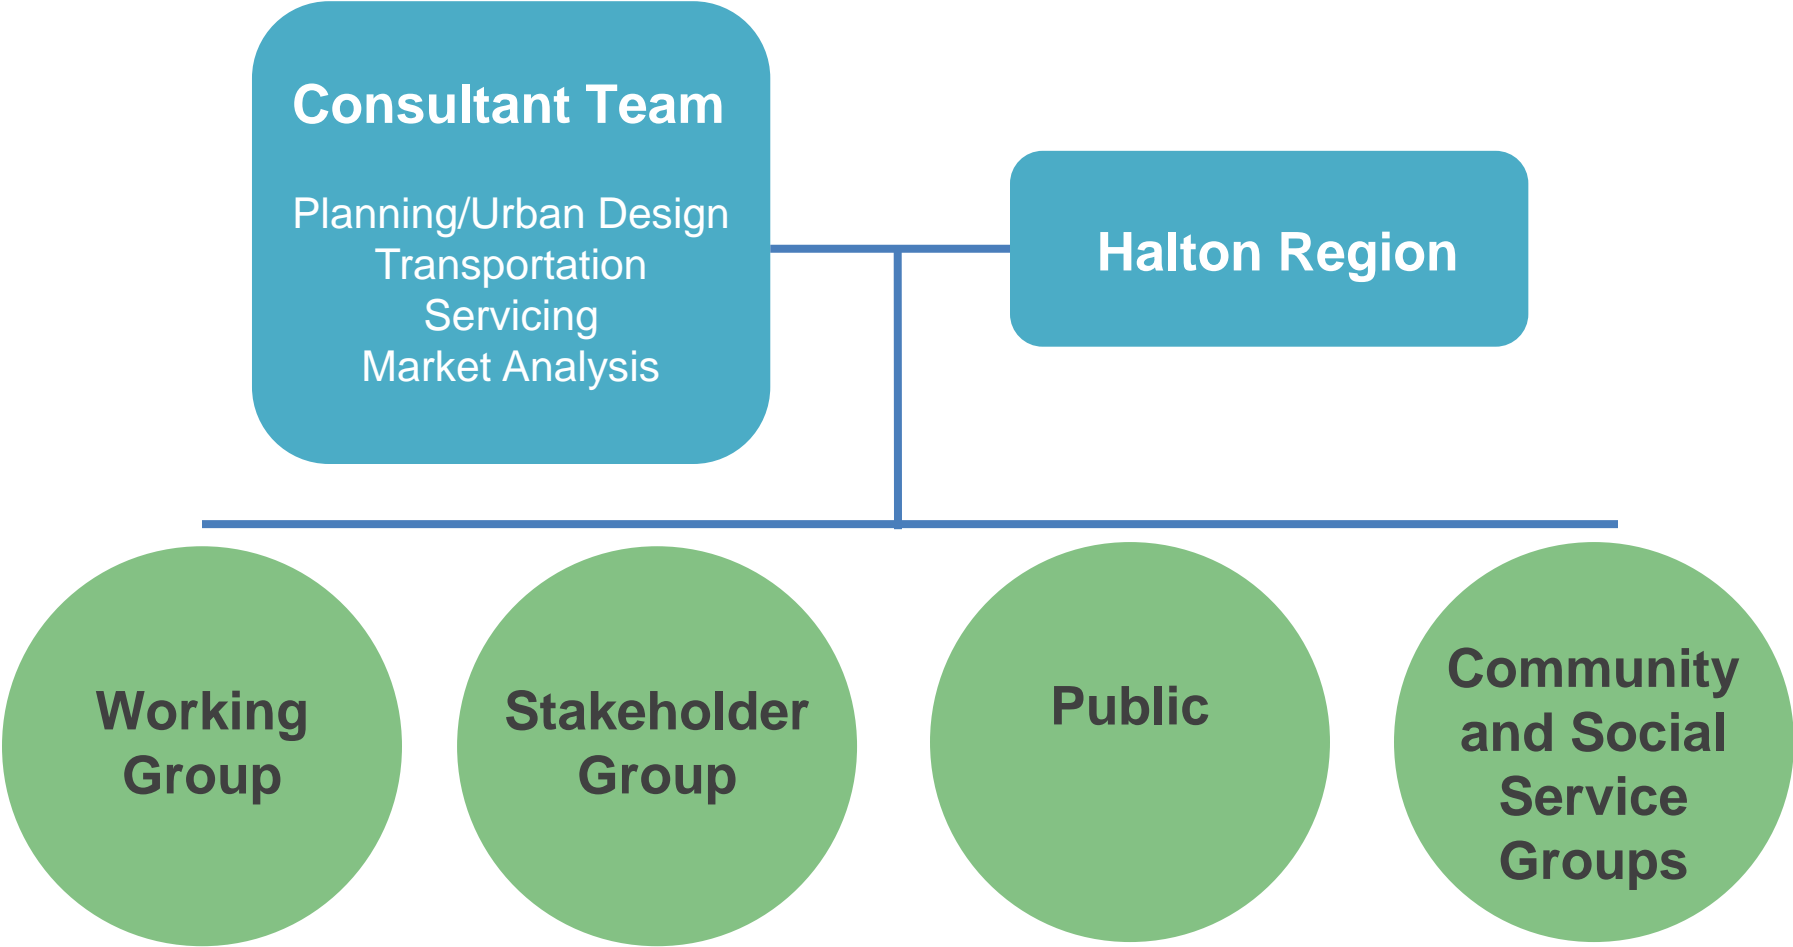 Consultant Team
Planning/Urban Design
Transportation
Servicing
Market Analysis
Halton Region
Working
Group
Stakeholder
Group
Public
Community
and Social
Service
Groups